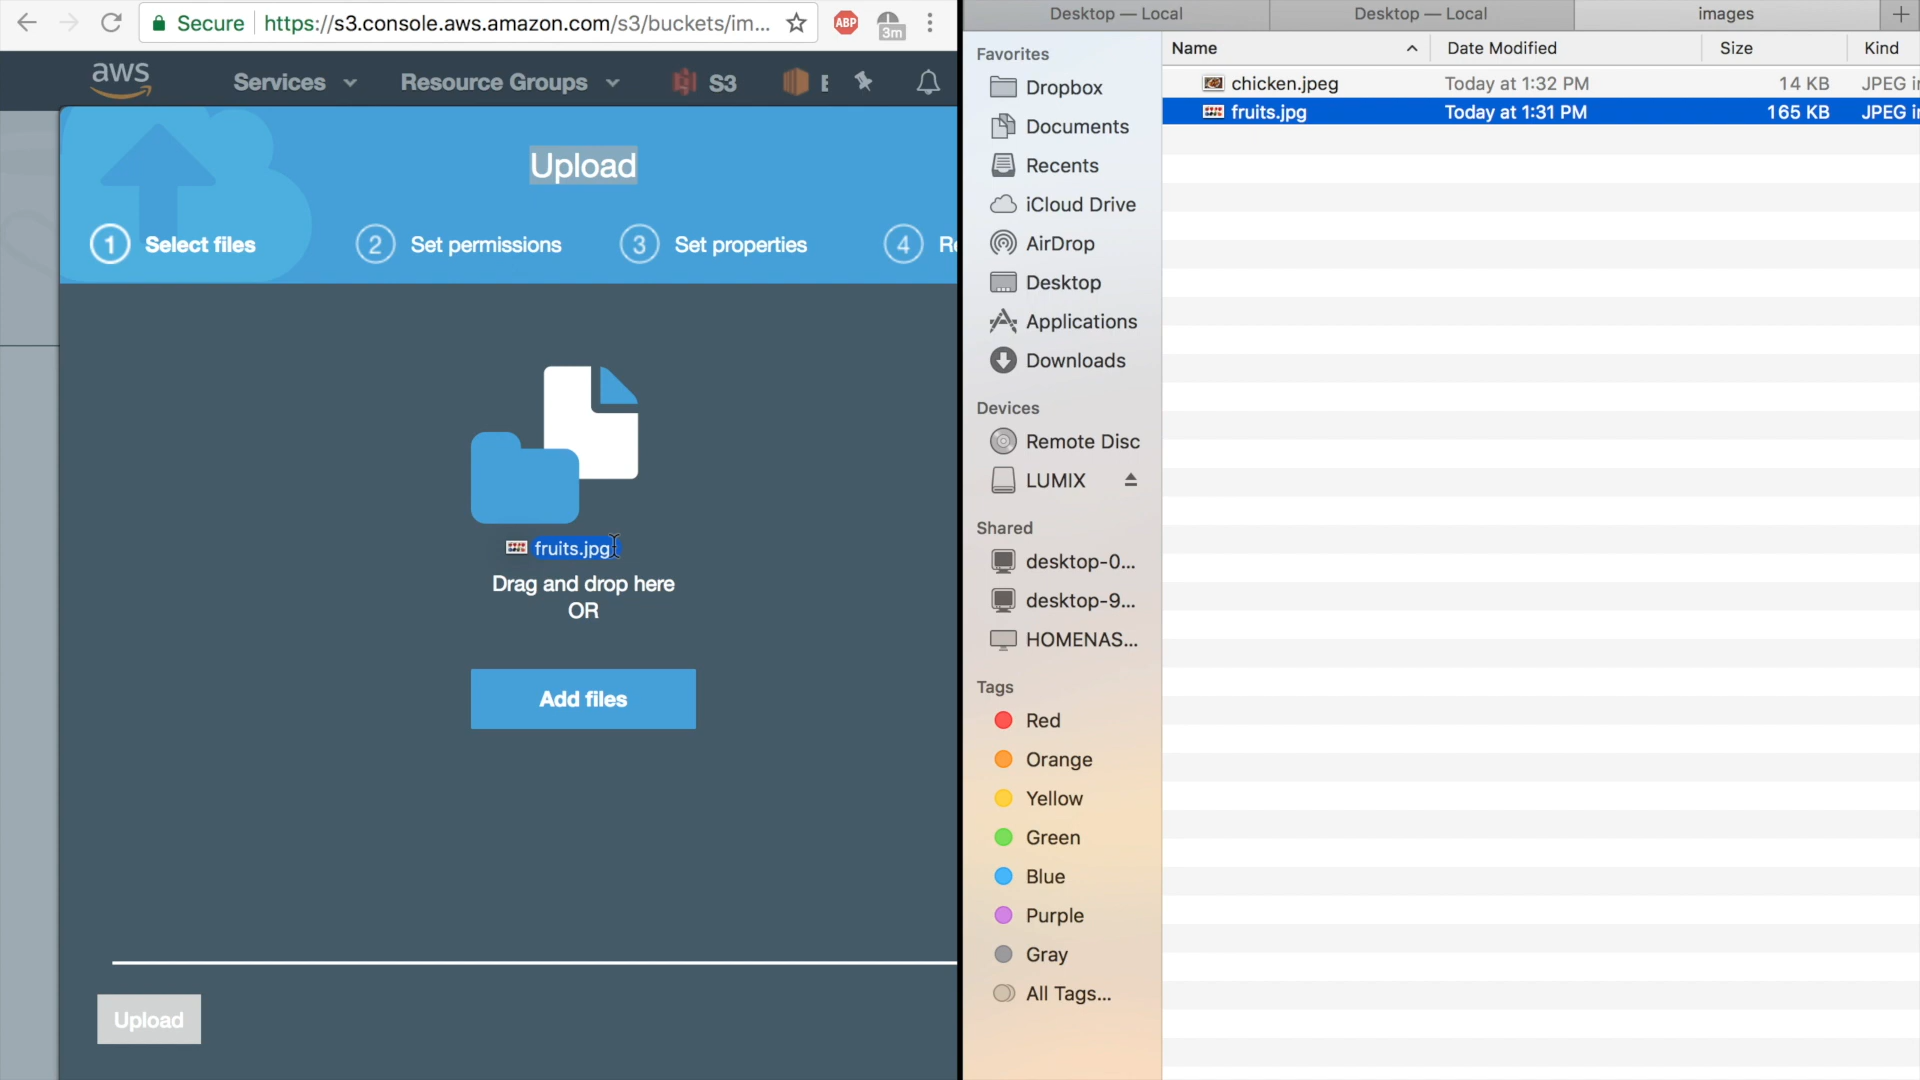 Secure https://s3.console.aws.amazon.com/s3/buckets/im...
ABP
3m
aws
Services
Resource Groups
S3
E
Upload
1 Select files
2 Set permissions
3 Set properties
4 Re
fruits.jpg
Drag and drop here
OR
Add files
Upload
Desktop — Local
Desktop — Local
images
Favorites
Dropbox
Documents
Recents
iCloud Drive
AirDrop
Desktop
Applications
Downloads
Devices
Remote Disc
LUMIX
Shared
desktop-0...
desktop-9...
HOMENAS...
Tags
Red
Orange
Yellow
Green
Blue
Purple
Gray
All Tags...
Name Date Modified Size Kind
chicken.jpeg Today at 1:32 PM 14 KB JPEG i
fruits.jpg Today at 1:31 PM 165 KB JPEG i